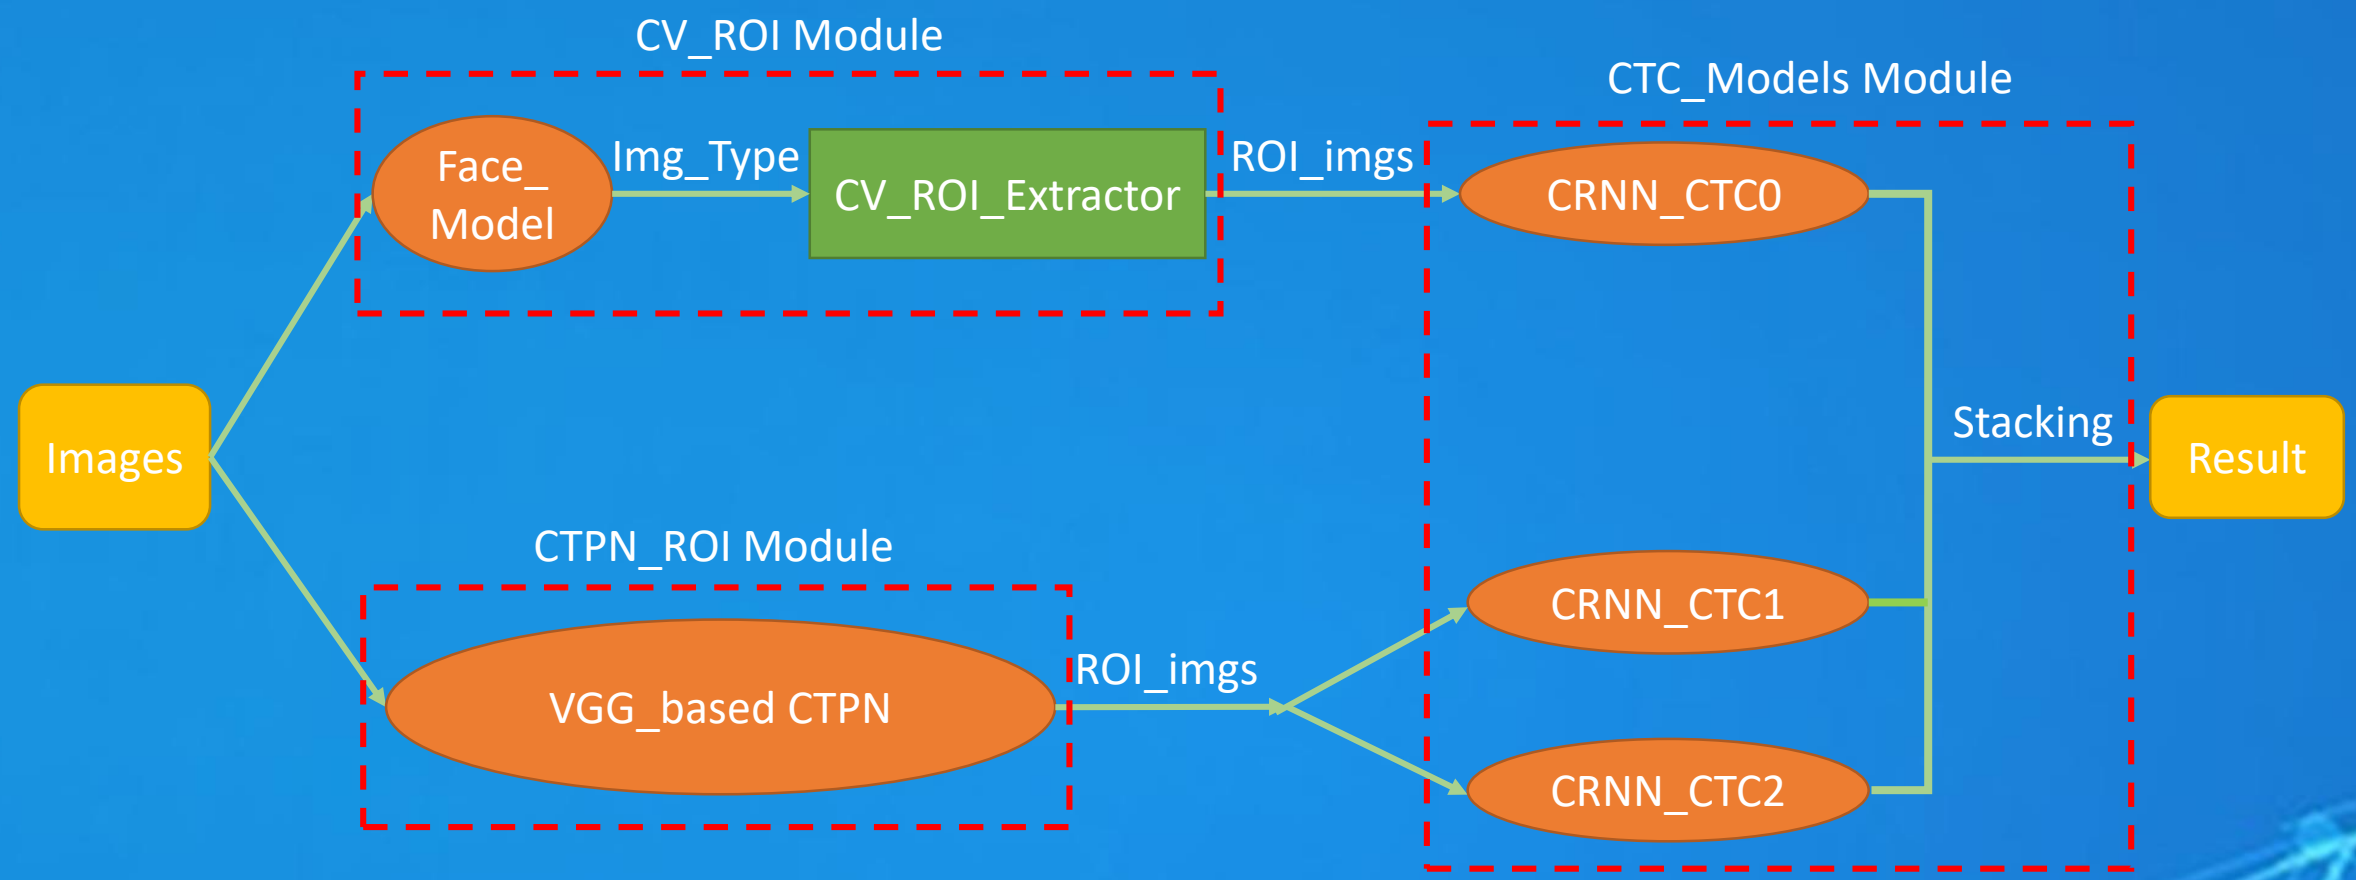 CV_ROI Module
CTC_Models Module
Face_
Model
Img_Type
CV_ROI_Extractor
ROI_imgs
CRNN_CTC0
Images
Stacking
Result
CTPN_ROI Module
VGG_based CTPN
ROI_imgs
CRNN_CTC1
CRNN_CTC2